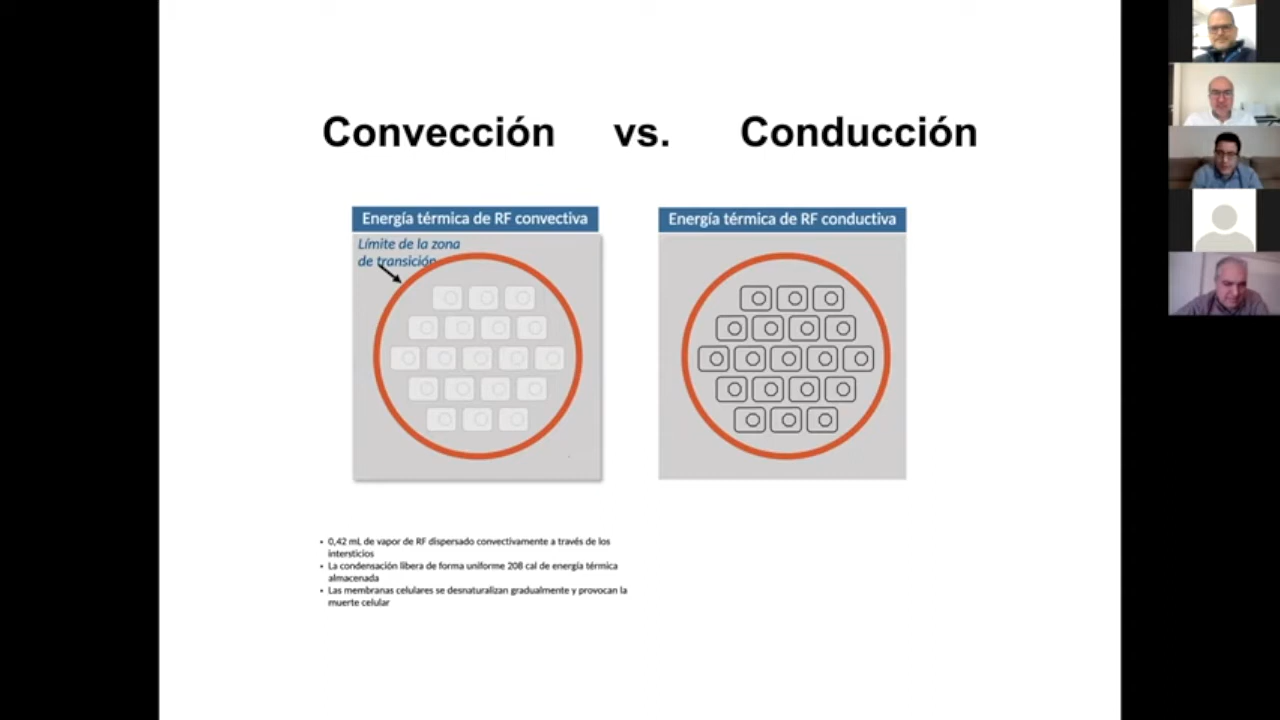 Convección vs. Conducción
Energía térmica de RF convectiva
Límite de la zona
de transición
Energía térmica de RF conductiva
• 0,42 mL de vapor de RF dispersado convectivamente a través de los
intersticios
• La condensación libera de forma uniforme 208 cal de energía térmica
almacenada
• Las membranas celulares se desnaturalizan gradualmente y provocan la
muerte celular